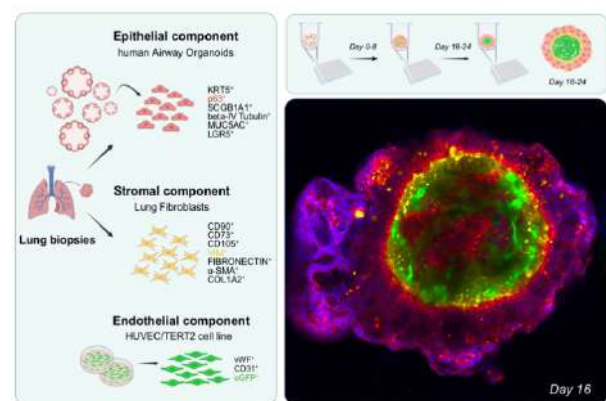 Epithelial component
human Airway Organoids
KRT5⁺
p63⁺
SCGB1A1⁺
beta-IV Tubulin⁺
MUC5AC⁺
LGR5⁺
Stromal component
Lung Fibroblasts
Lung biopsies
CD90⁺
CD73⁺
CD105⁺
VIM⁺
FIBRONECTIN⁺
α-SMA⁺
COL1A2⁺
Endothelial component
HUVEC/TERT2 cell line
vWF⁺
CD31⁺
eGFP⁺
Day 0-8
Day 16-24
Day 16-24
Day 16